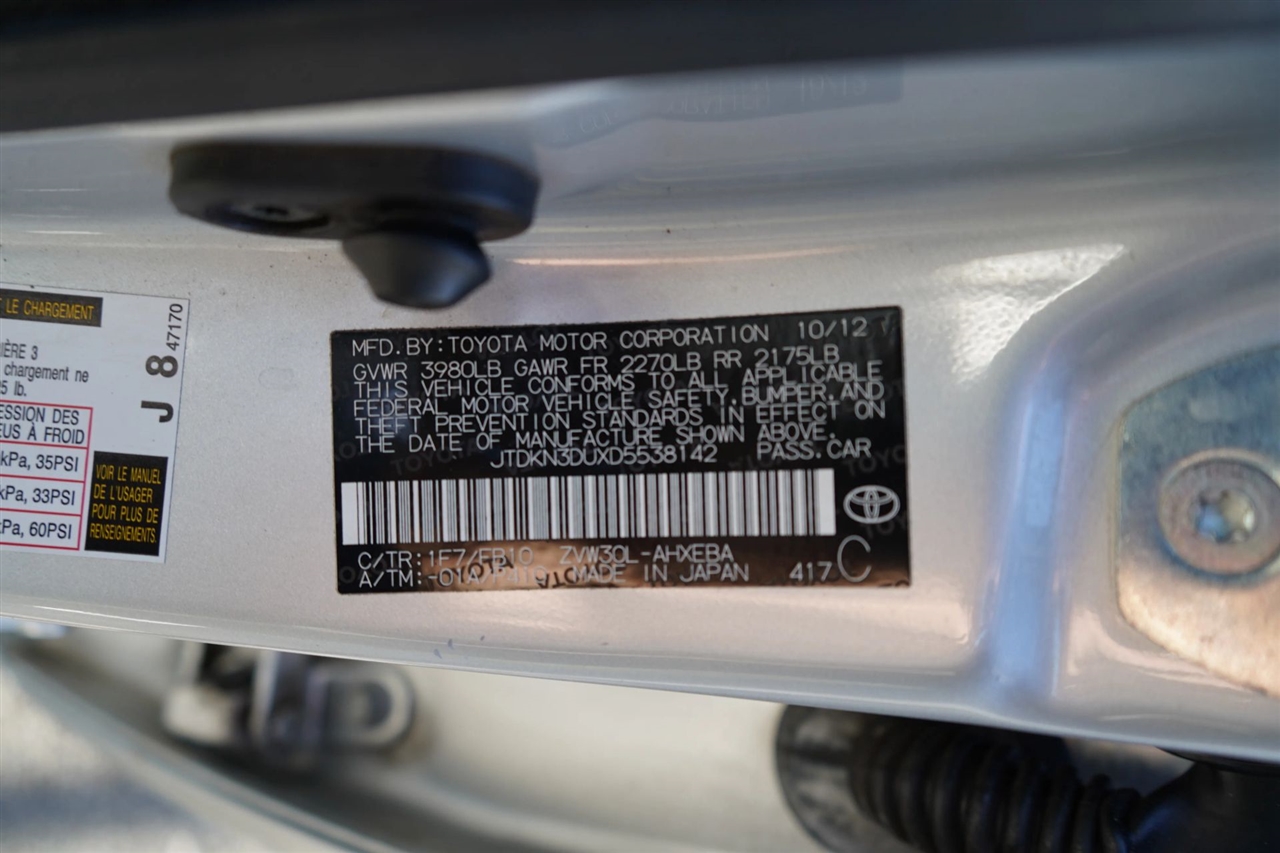 T LE CHARGEMENT
IÈRE 3
chargement ne
5 lb.
ESSION DES
EUS À FROID
kPa, 35PSI
kPa, 33PSI
kPa, 60PSI
VOIR LE MANUEL
DE L'USAGER
POUR PLUS DE
RENSEIGNEMENTS.
J 8 47170
MFD.BY:TOYOTA MOTOR CORPORATION 10/12
GVWR 3980LB GAWR FR 2270LB RR 2175LB
THIS VEHICLE CONFORMS TO ALL APPLICABLE
FEDERAL MOTOR VEHICLE SAFETY,BUMPER,AND
THEFT PREVENTION STANDARDS IN EFFECT ON
THE DATE OF MANUFACTURE SHOWN ABOVE.
JTDKN3DUXD5538142 PASS.CAR
C/TR:1F7/FB10 ZVW30L-AHXEBA
A/TM:-01A/P410 MADE IN JAPAN 417 C